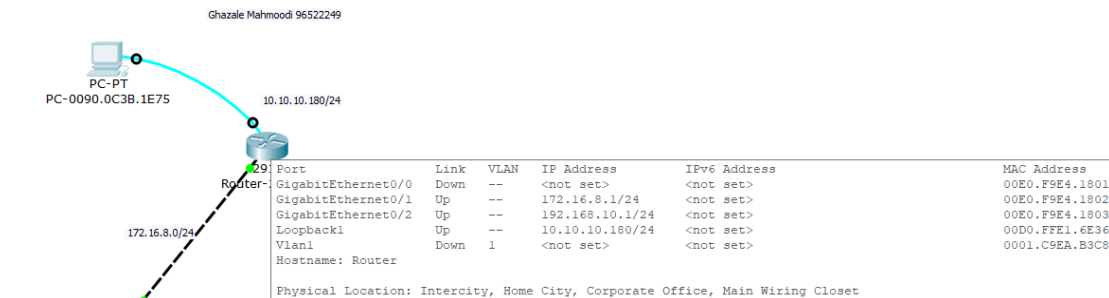 Ghazale Mahmoodi 96522249
PC-PT
PC-0090.0C3B.1E75
10.10.10.180/24
291
Router-
172.16.8.0/24
Port Link VLAN IP Address IPv6 Address MAC Address
GigabitEthernet0/0 Down -- <not set> <not set> 00E0.F9E4.1801
GigabitEthernet0/1 Up -- 172.16.8.1/24 <not set> 00E0.F9E4.1802
GigabitEthernet0/2 Up -- 192.168.10.1/24 <not set> 00E0.F9E4.1803
Loopback1 Up -- 10.10.10.180/24 <not set> 00D0.FFE1.6E36
Vlan1 Down 1 <not set> <not set> 0001.C9EA.B3C8
Hostname: Router
Physical Location: Intercity, Home City, Corporate Office, Main Wiring Closet